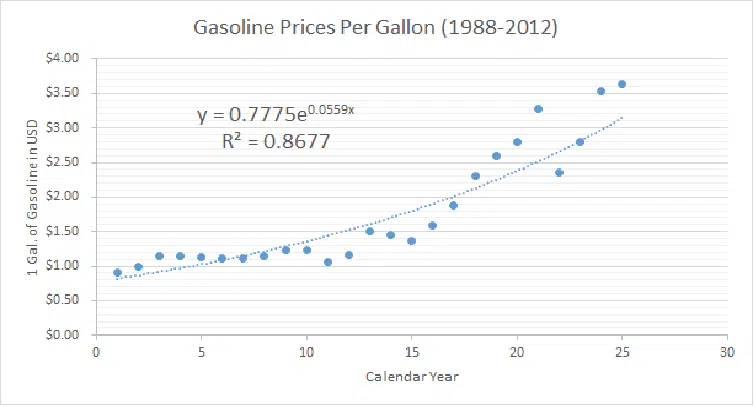 Gasoline Prices Per Gallon (1988-2012)
$4.00
$3.50
$3.00
$2.50
$2.00
$1.50
$1.00
$0.50
$0.00
1 Gal. of Gasoline in USD
y = 0.7775e^0.0559x
R² = 0.8677
0 5 10 15 20 25 30
Calendar Year